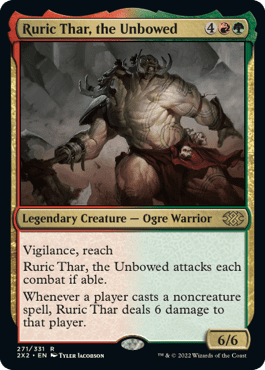 Ruric Thar, the Unbowed 4
Legendary Creature — Ogre Warrior
Vigilance, reach
Ruric Thar, the Unbowed attacks each
combat if able.
Whenever a player casts a noncreature
spell, Ruric Thar deals 6 damage to
that player.
6/6
271/331 R
2X2 • EN Tyler Jacobson
™ & © 2022 Wizards of the Coast